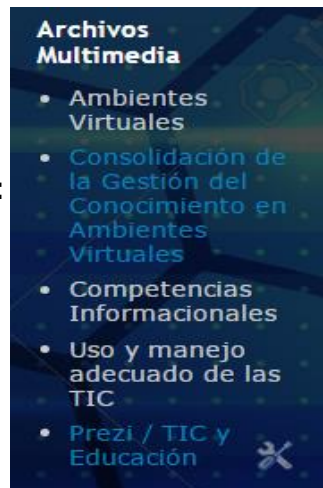 Archivos
Multimedia
• Ambientes
Virtuales
• Consolidación de
la Gestión del
Conocimiento en
Ambientes
Virtuales
• Competencias
Informacionales
• Uso y manejo
adecuado de las
TIC
• Prezi / TIC y
Educación